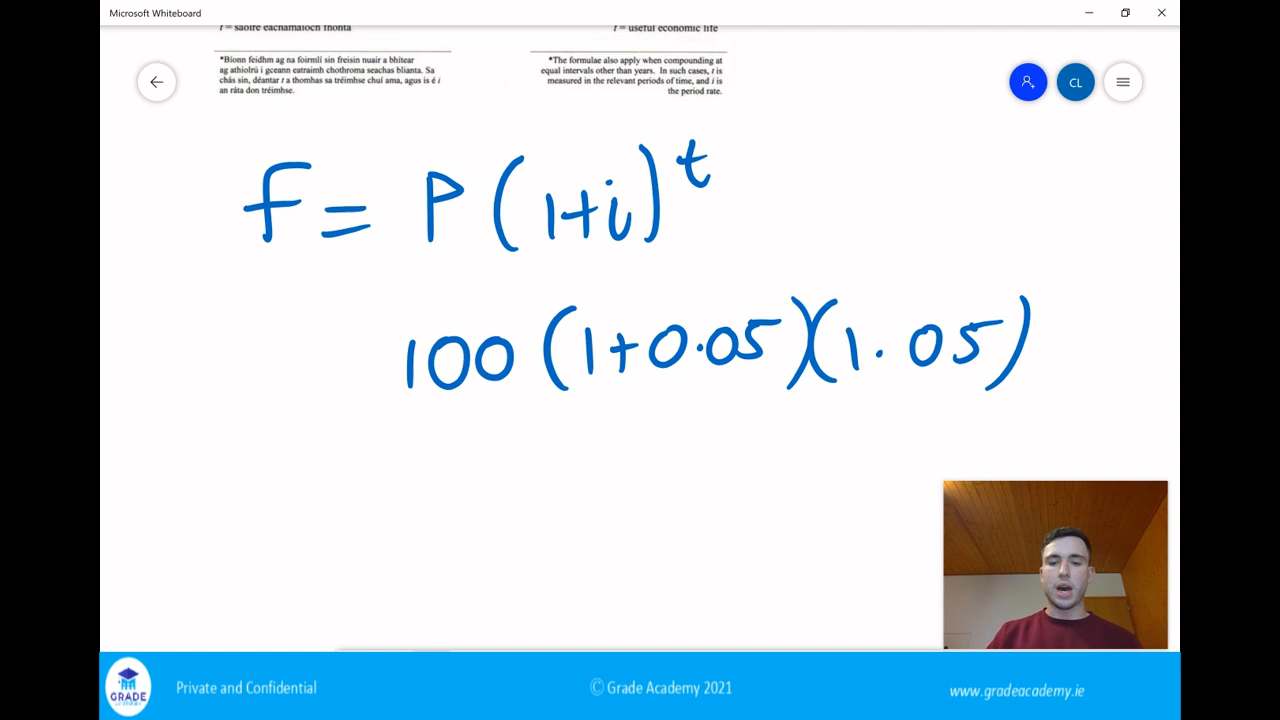 Microsoft Whiteboard
*Bíonn feidhm ag na foirmlí sin freisin nuair a bhítear
ag athiolrú i gceann eatraimh chothroma seachas blianta. Sa
chás sin, déantar t a thomhas sa tréimhse chuí ama, agus is é i
an ráta don tréimhse.
t = useful economic life
*The formulae also apply when compounding at
equal intervals other than years. In such cases, t is
measured in the relevant periods of time, and i is
the period rate.
CL
F = P(1+i)^t
100(1+0.05)(1.05)
GRADE
Private and Confidential
© Grade Academy 2021
www.gradeacademy.ie